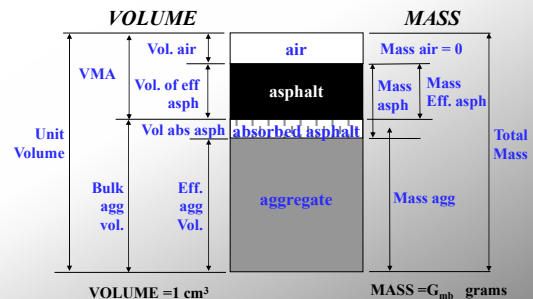 VOLUME
MASS
Vol. air
air
Mass air = 0
VMA
Vol. of eff
asph
asphalt
Mass
asph
Mass
Eff. asph
Unit
Volume
Vol abs asph
absorbed asphalt
Total
Mass
Bulk
agg
vol.
Eff.
agg
Vol.
aggregate
Mass agg
VOLUME =1 cm³
MASS =G_mb grams